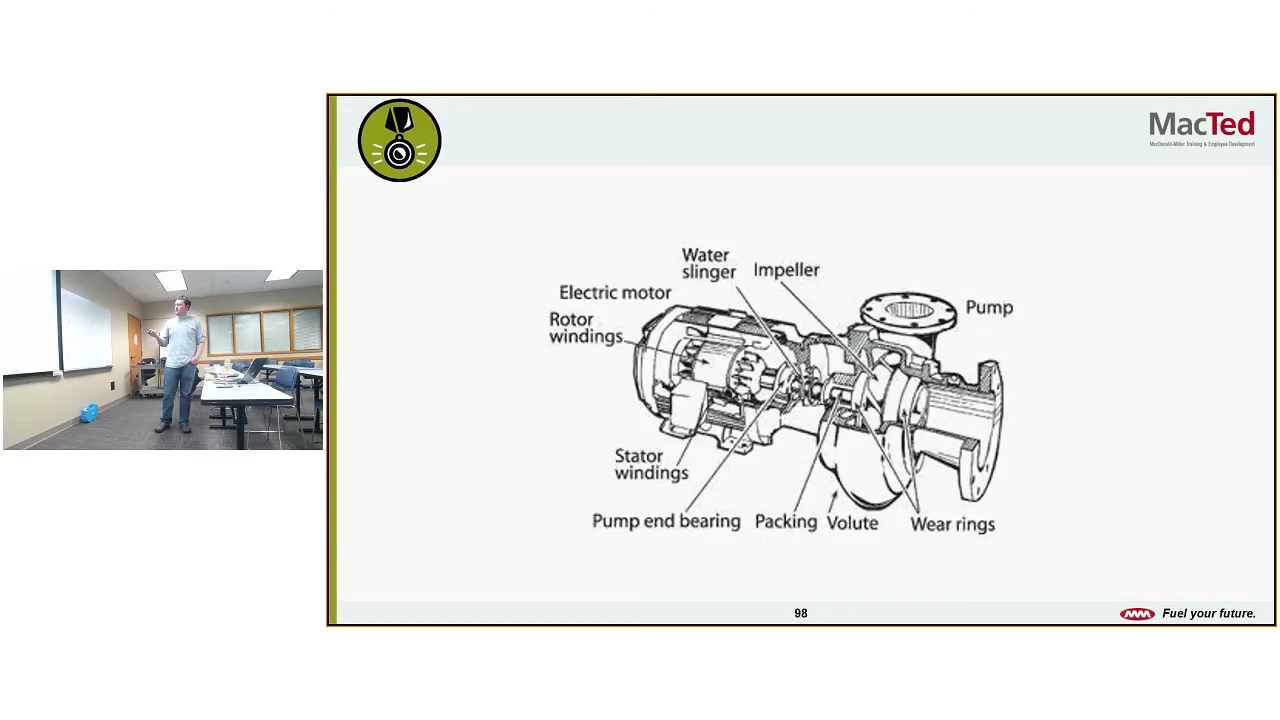 MacTed
MacDonald-Miller Training & Employee Development
Water
slinger
Impeller
Electric motor
Pump
Rotor
windings
Stator
windings
Pump end bearing
Packing
Volute
Wear rings
98
Fuel your future.